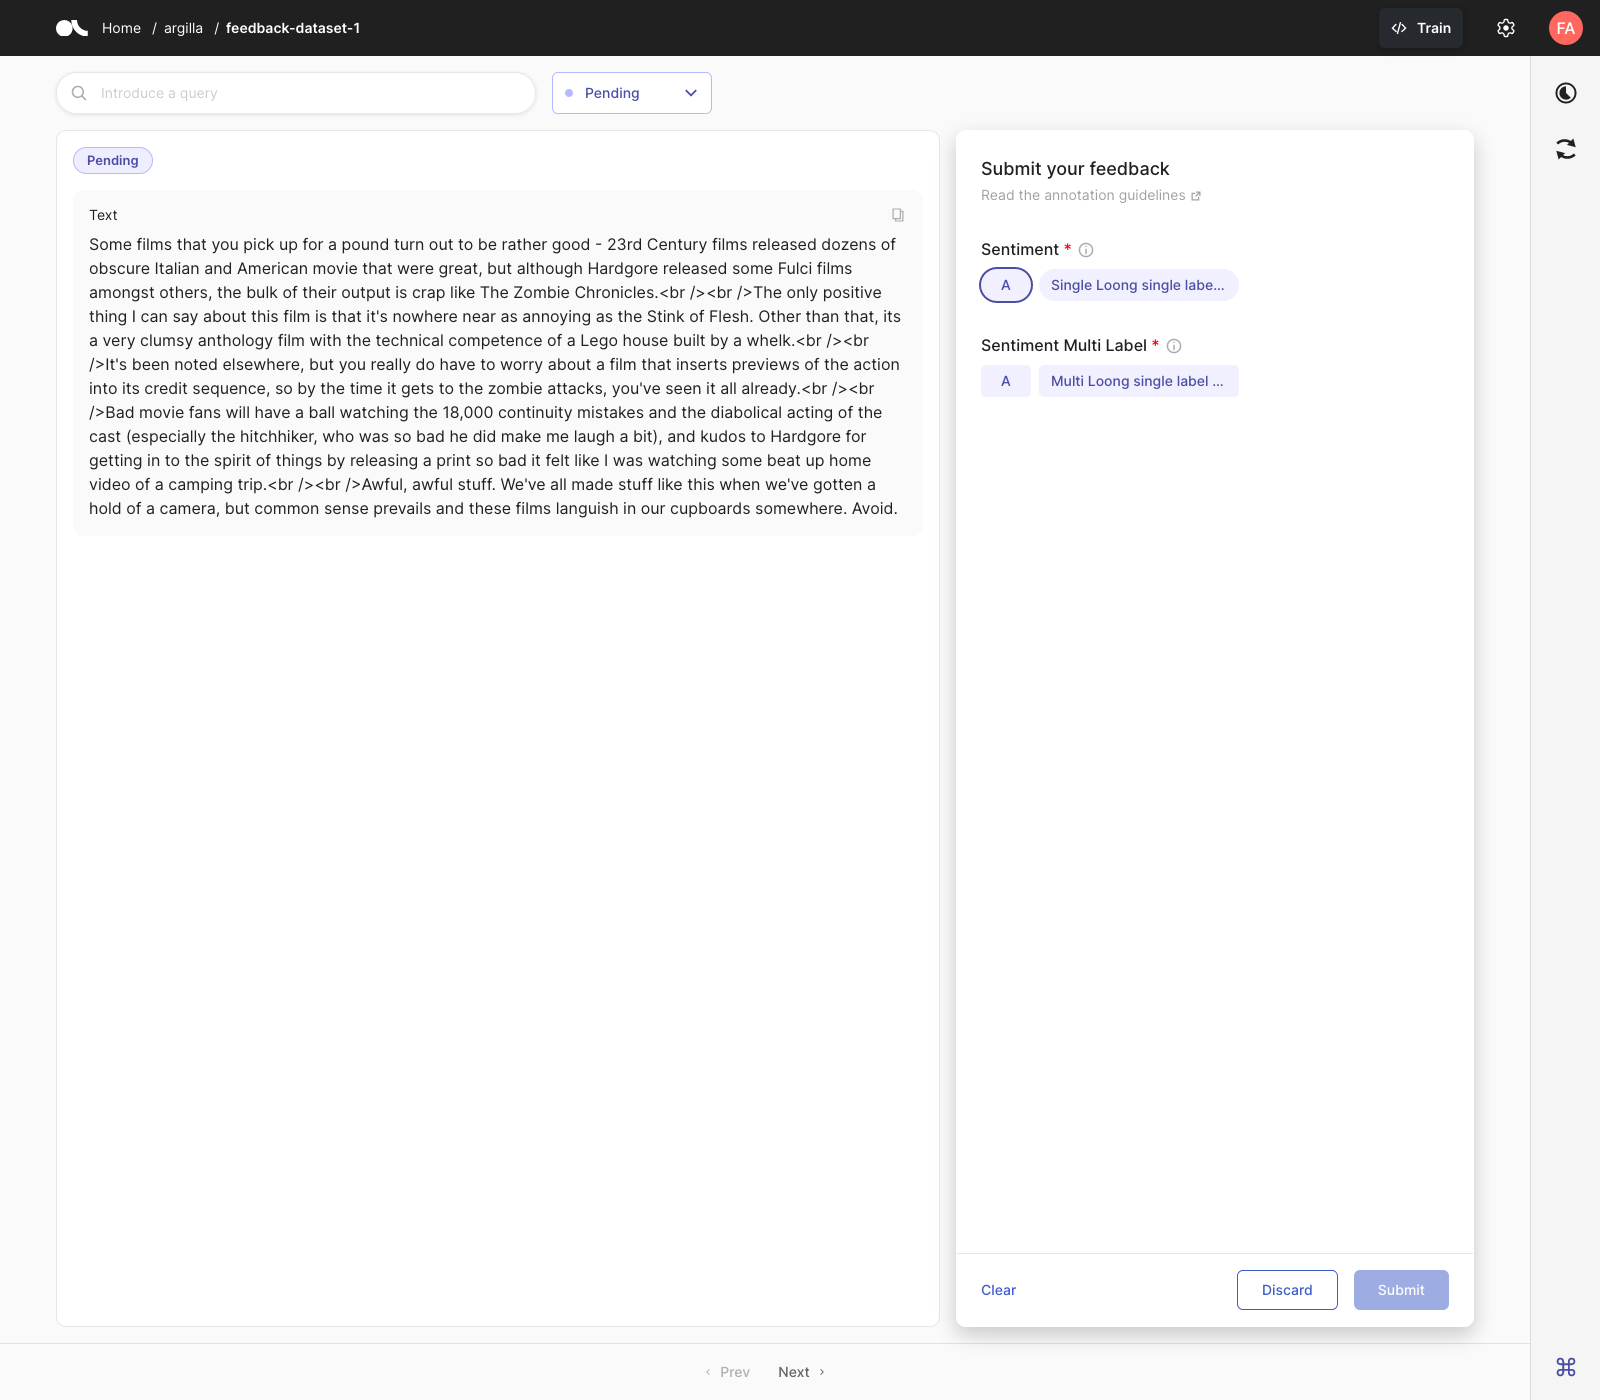 Home / argilla / feedback-dataset-1
Train
FA
Introduce a query
Pending
Pending
Text
Some films that you pick up for a pound turn out to be rather good - 23rd Century films released dozens of
obscure Italian and American movie that were great, but although Hardgore released some Fulci films
amongst others, the bulk of their output is crap like The Zombie Chronicles.<br /><br />The only positive
thing I can say about this film is that it's nowhere near as annoying as the Stink of Flesh. Other than that, its
a very clumsy anthology film with the technical competence of a Lego house built by a whelk.<br /><br
/>It's been noted elsewhere, but you really do have to worry about a film that inserts previews of the action
into its credit sequence, so by the time it gets to the zombie attacks, you've seen it all already.<br /><br
/>Bad movie fans will have a ball watching the 18,000 continuity mistakes and the diabolical acting of the
cast (especially the hitchhiker, who was so bad he did make me laugh a bit), and kudos to Hardgore for
getting in to the spirit of things by releasing a print so bad it felt like I was watching some beat up home
video of a camping trip.<br /><br />Awful, awful stuff. We've all made stuff like this when we've gotten a
hold of a camera, but common sense prevails and these films languish in our cupboards somewhere. Avoid.
Submit your feedback
Read the annotation guidelines
Sentiment *
A
Single Loong single labe...
Sentiment Multi Label *
A
Multi Loong single label ...
Clear
Discard
Submit
Prev
Next